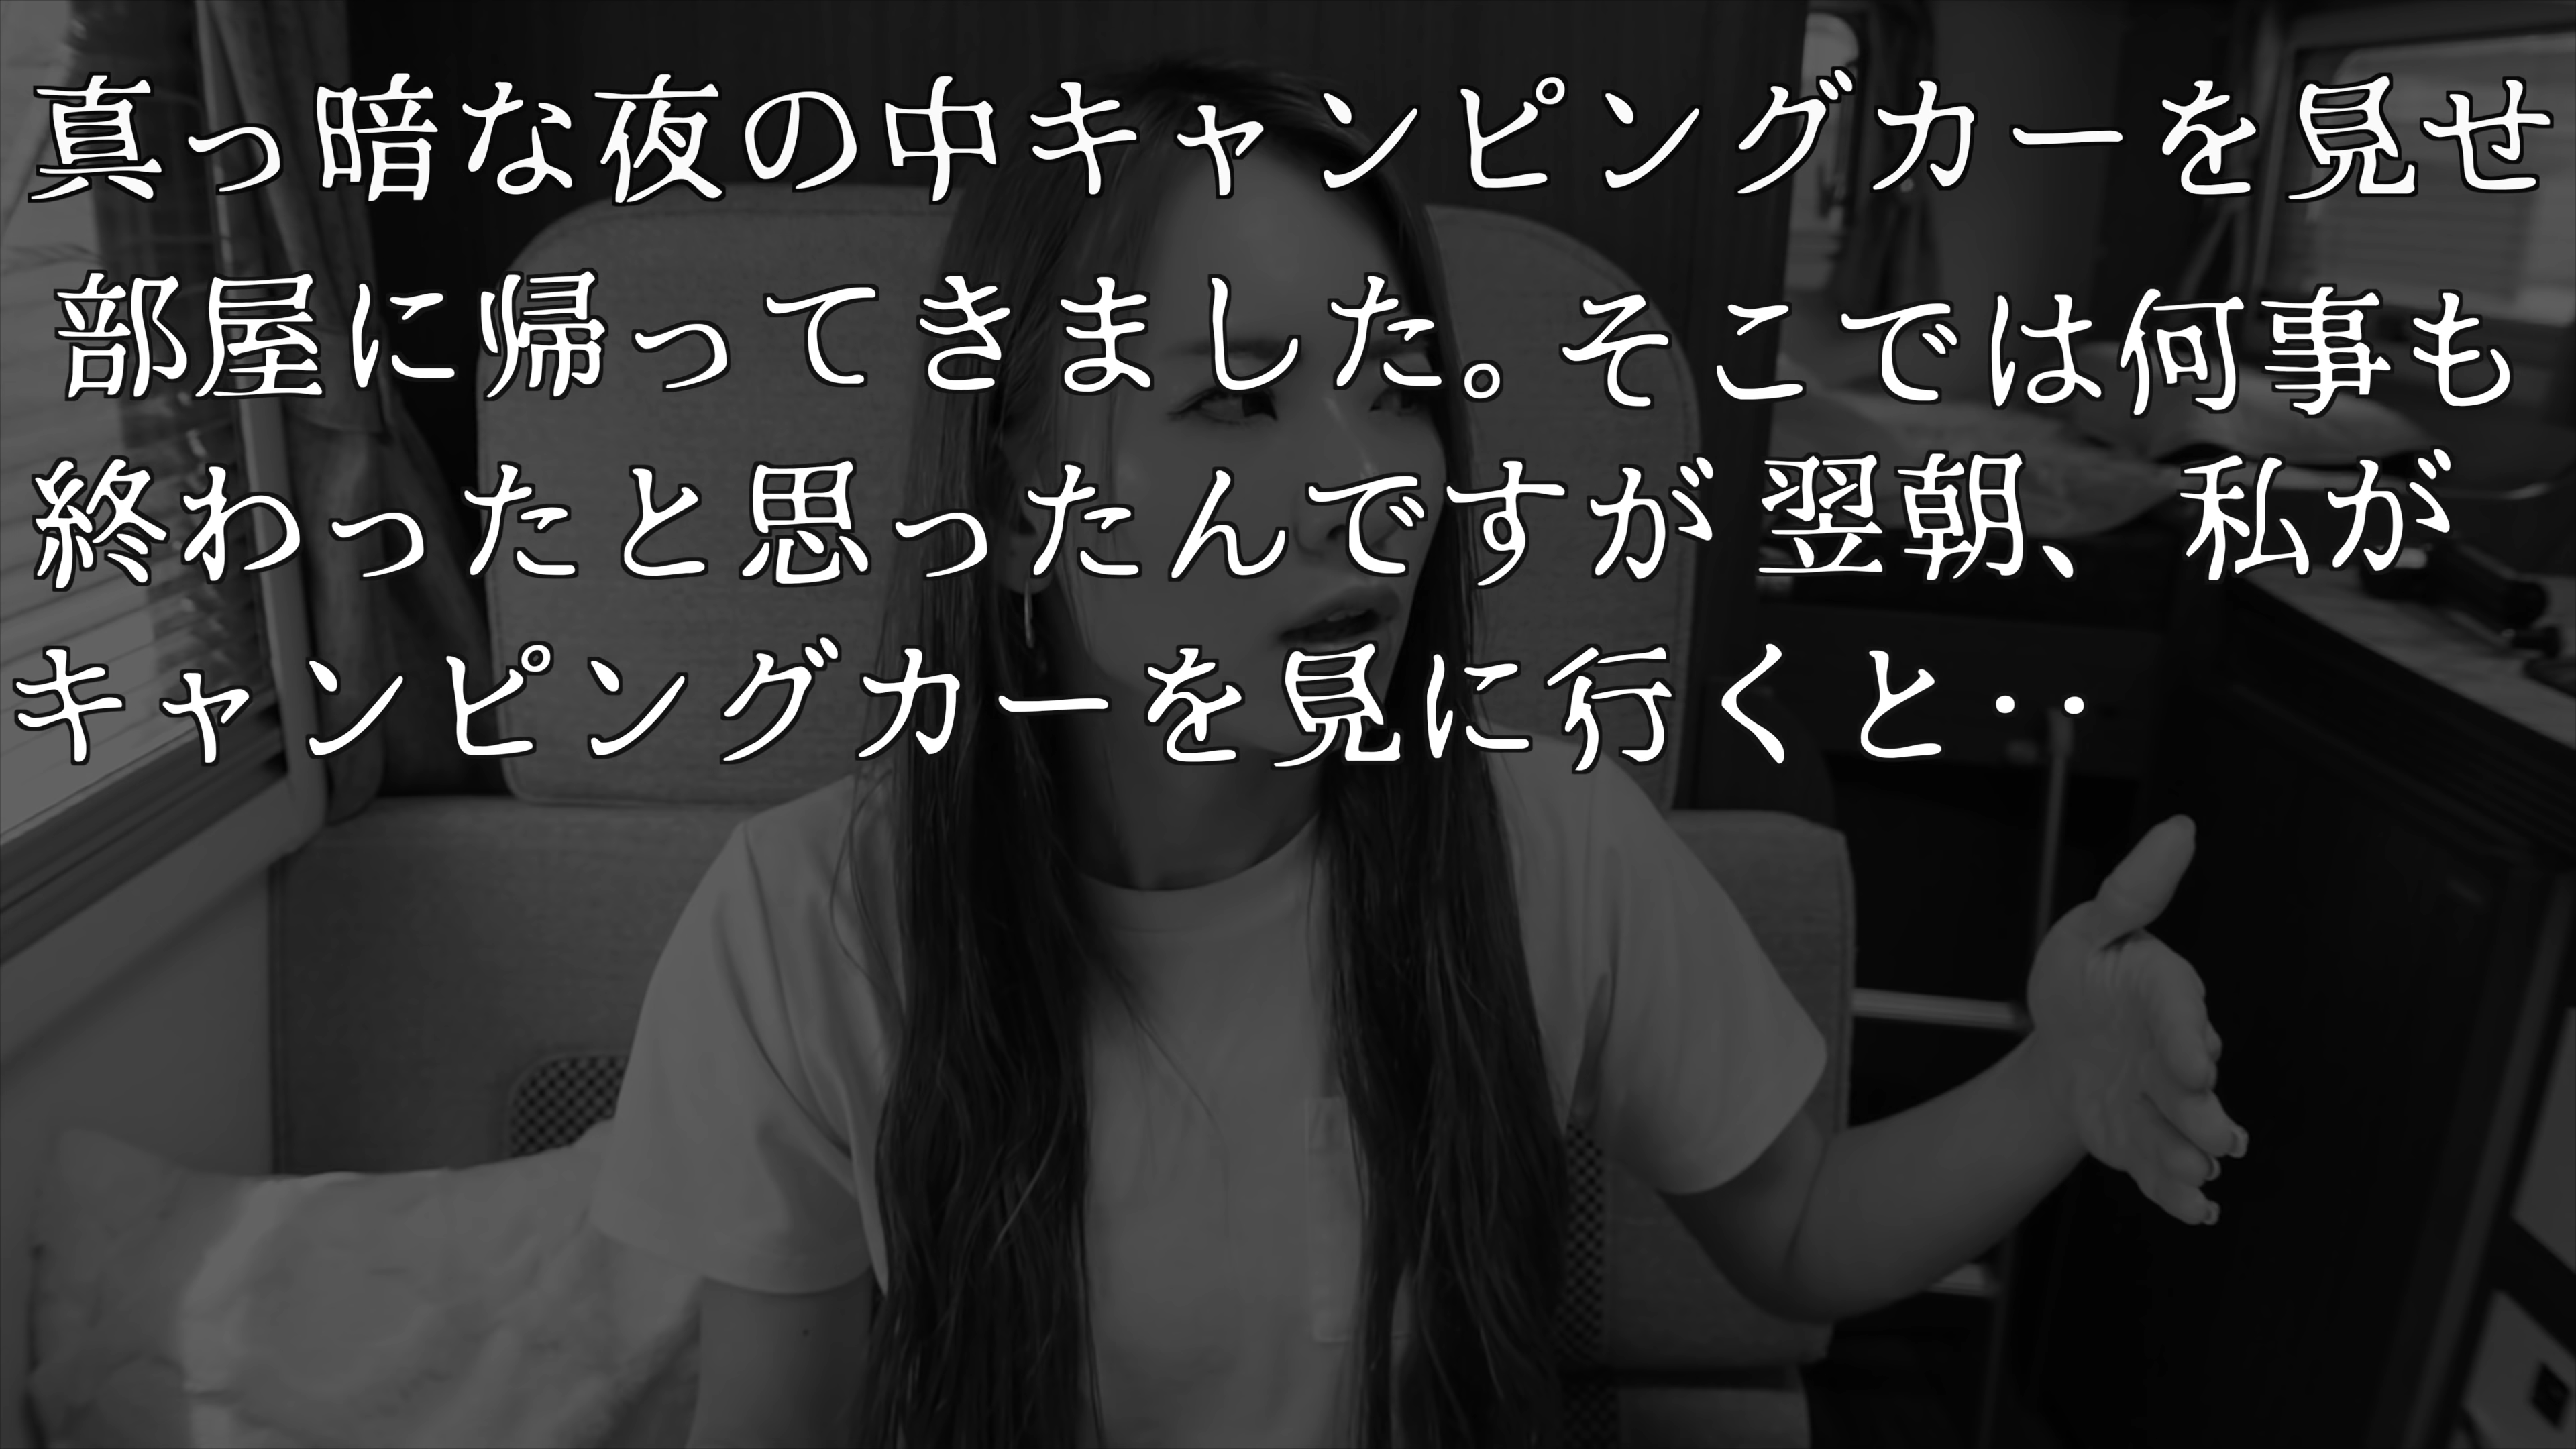 真っ暗な夜の中キャンピングカーを見せ
部屋に帰ってきました。そこでは何事も
終わったと思ったんですが 翌朝、私が
キャンピングカーを見に行くと‥